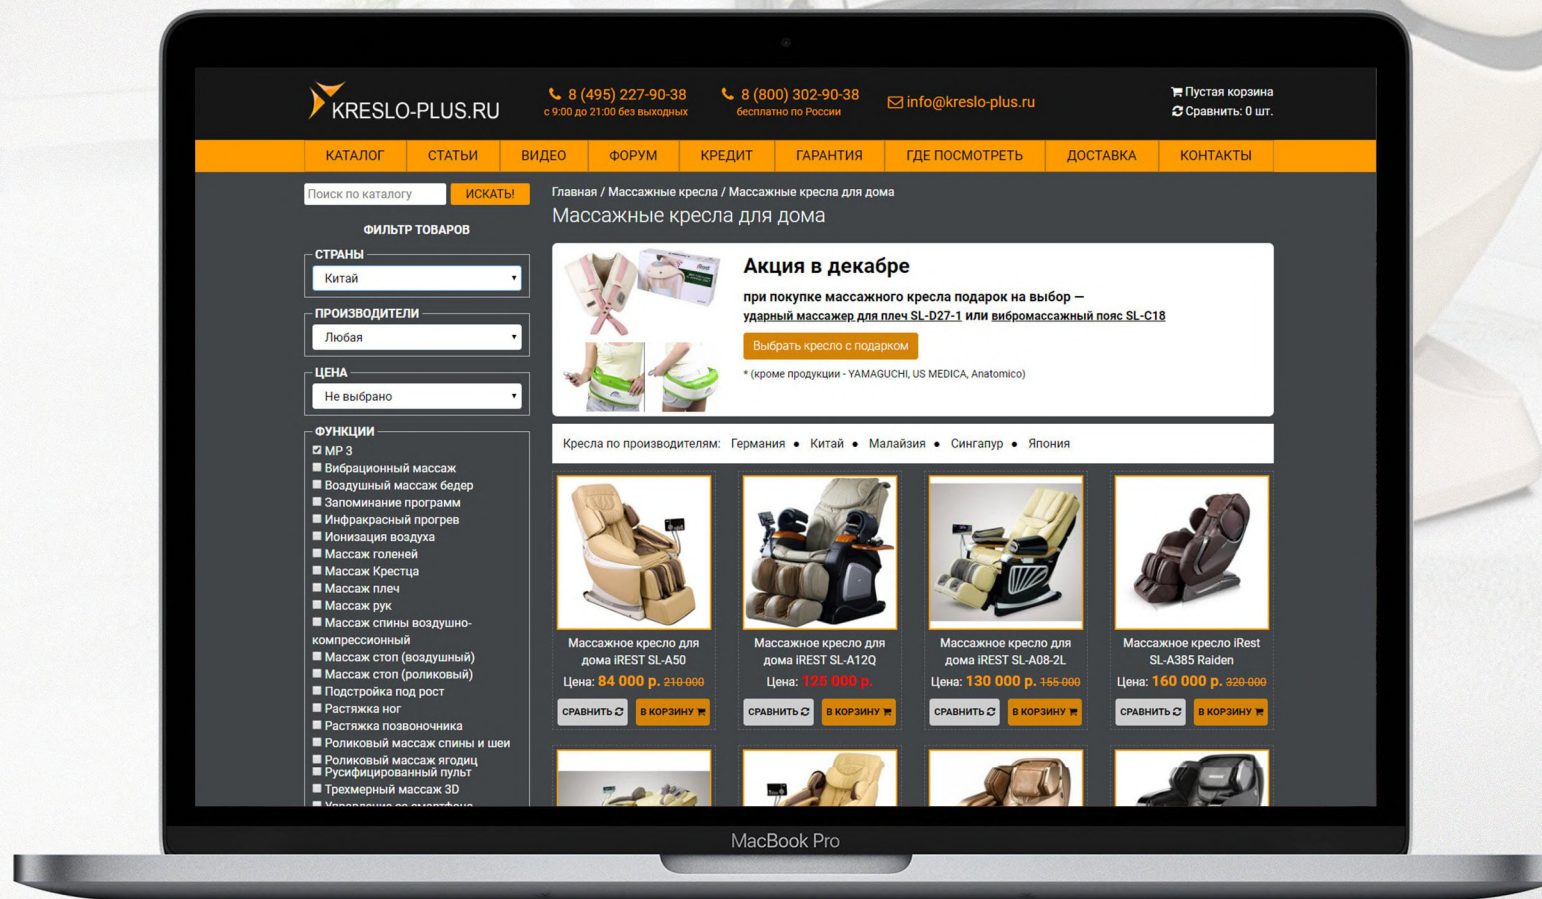 KRESLO-PLUS.RU
8 (495) 227-90-38
с 9:00 до 21:00 без выходных
8 (800) 302-90-38
бесплатно по России
info@kreslo-plus.ru
Пустая корзина
Сравнить: 0 шт.
КАТАЛОГ СТАТЬИ ВИДЕО ФОРУМ КРЕДИТ ГАРАНТИЯ ГДЕ ПОСМОТРЕТЬ ДОСТАВКА КОНТАКТЫ
Поиск по каталогу ИСКАТЬ!
ФИЛЬТР ТОВАРОВ
СТРАНЫ
Китай
ПРОИЗВОДИТЕЛИ
Любая
ЦЕНА
Не выбрано
ФУНКЦИИ
MP 3
Вибрационный массаж
Воздушный массаж бедер
Запоминание программ
Инфракрасный прогрев
Ионизация воздуха
Массаж голеней
Массаж Крестца
Массаж плеч
Массаж рук
Массаж спины воздушно-
компрессионный
Массаж стоп (воздушный)
Массаж стоп (роликовый)
Подстройка под рост
Растяжка ног
Растяжка позвоночника
Роликовый массаж спины и шеи
Роликовый массаж ягодиц
Русифицированный пульт
Трехмерный массаж 3D
Главная / Массажные кресла / Массажные кресла для дома
Массажные кресла для дома
Акция в декабре
при покупке массажного кресла подарок на выбор —
ударный массажер для плеч SL-D27-1 или вибромассажный пояс SL-C18
Выбрать кресло с подарком
* (кроме продукции - YAMAGUCHI, US MEDICA, Anatomico)
Кресла по производителям: Германия ● Китай ● Малайзия ● Сингапур ● Япония
Массажное кресло для
дома iREST SL-A50
Цена: 84 000 р. 210 000
СРАВНИТЬ В КОРЗИНУ
Массажное кресло для
дома iREST SL-A12Q
Цена: 125 000 р.
СРАВНИТЬ В КОРЗИНУ
Массажное кресло для
дома iREST SL-A08-2L
Цена: 130 000 р. 155 000
СРАВНИТЬ В КОРЗИНУ
Массажное кресло iRest
SL-A385 Raiden
Цена: 160 000 р. 320 000
СРАВНИТЬ В КОРЗИНУ
MacBook Pro